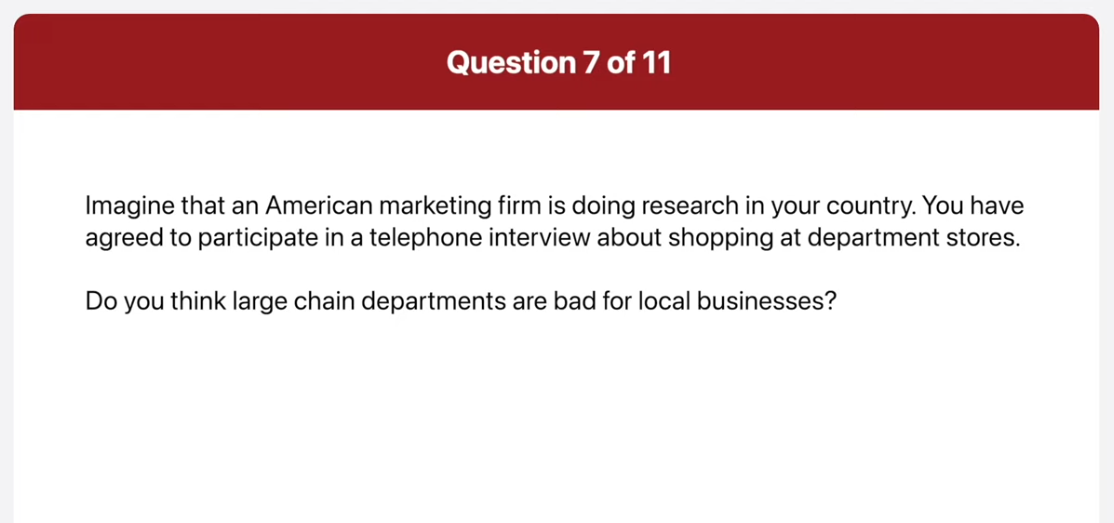 Question 7 of 11
Imagine that an American marketing firm is doing research in your country. You have
agreed to participate in a telephone interview about shopping at department stores.
Do you think large chain departments are bad for local businesses?